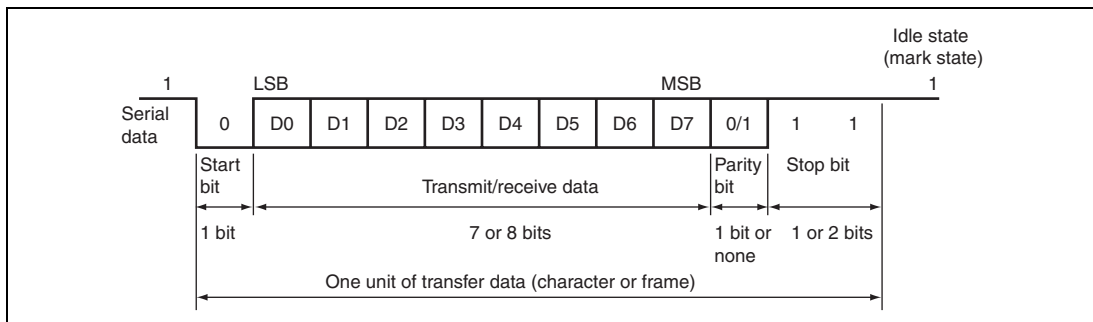 Idle state
(mark state)
1 LSB MSB 1
Serial
data
0 D0 D1 D2 D3 D4 D5 D6 D7 0/1 1 1
Start
bit
Transmit/receive data
Parity
bit
Stop bit
1 bit
7 or 8 bits
1 bit or
none
1 or 2 bits
One unit of transfer data (character or frame)